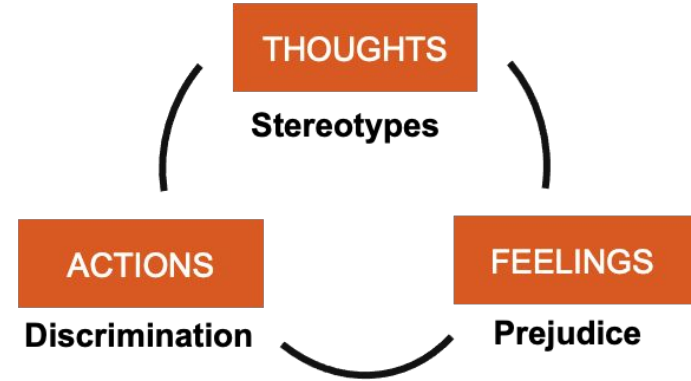 THOUGHTS
Stereotypes
ACTIONS
Discrimination
FEELINGS
Prejudice